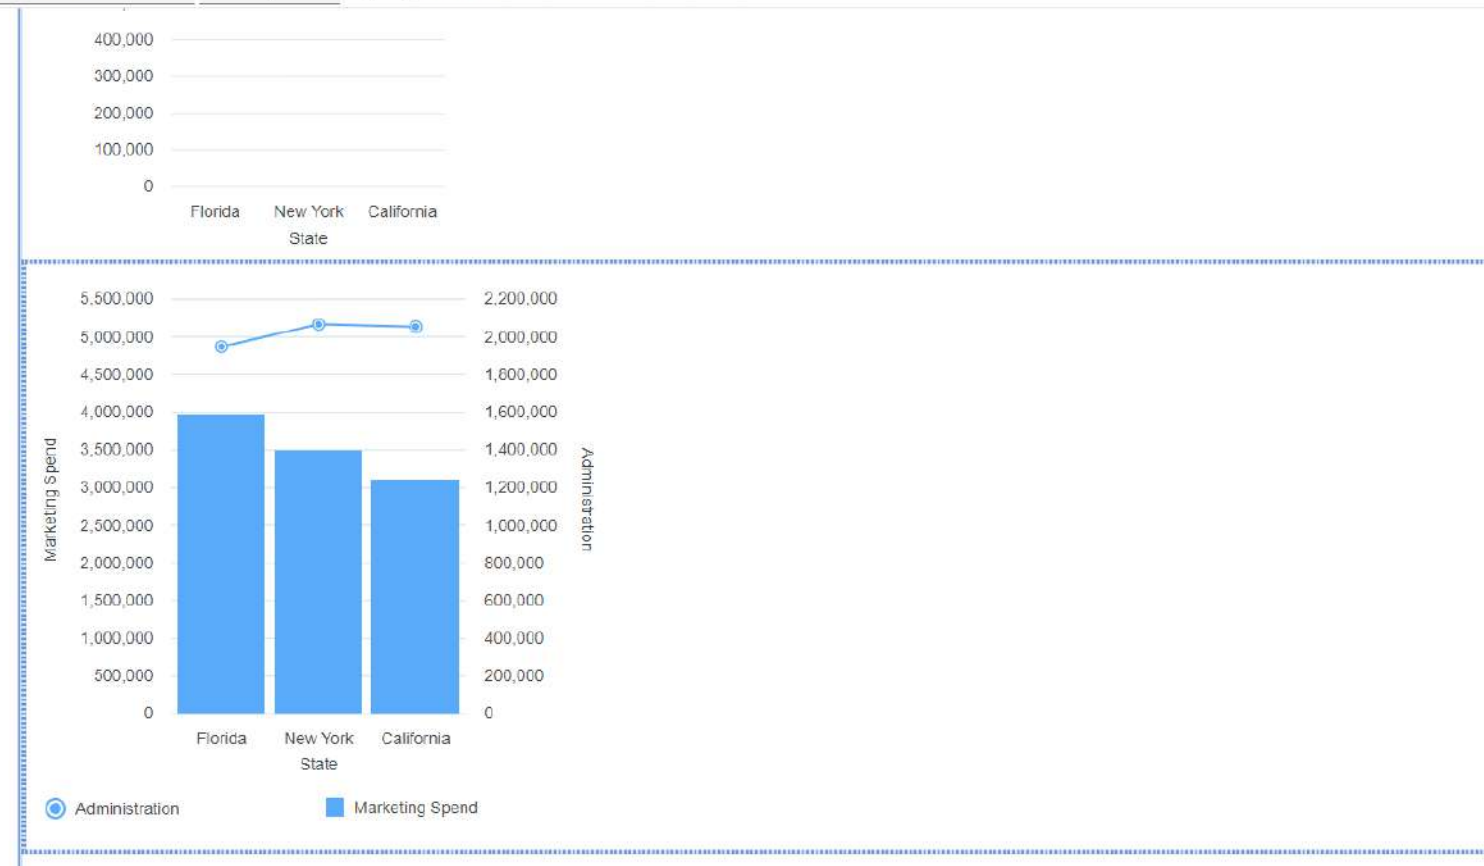 400,000
300,000
200,000
100,000
0
Florida New York California
State
5,500,000 2,200,000
5,000,000 2,000,000
4,500,000 1,800,000
4,000,000 1,600,000
3,500,000 1,400,000
3,000,000 1,200,000
2,500,000 1,000,000
2,000,000 800,000
1,500,000 600,000
1,000,000 400,000
500,000 200,000
0 0
Marketing Spend
Administration
Florida New York California
State
Administration Marketing Spend